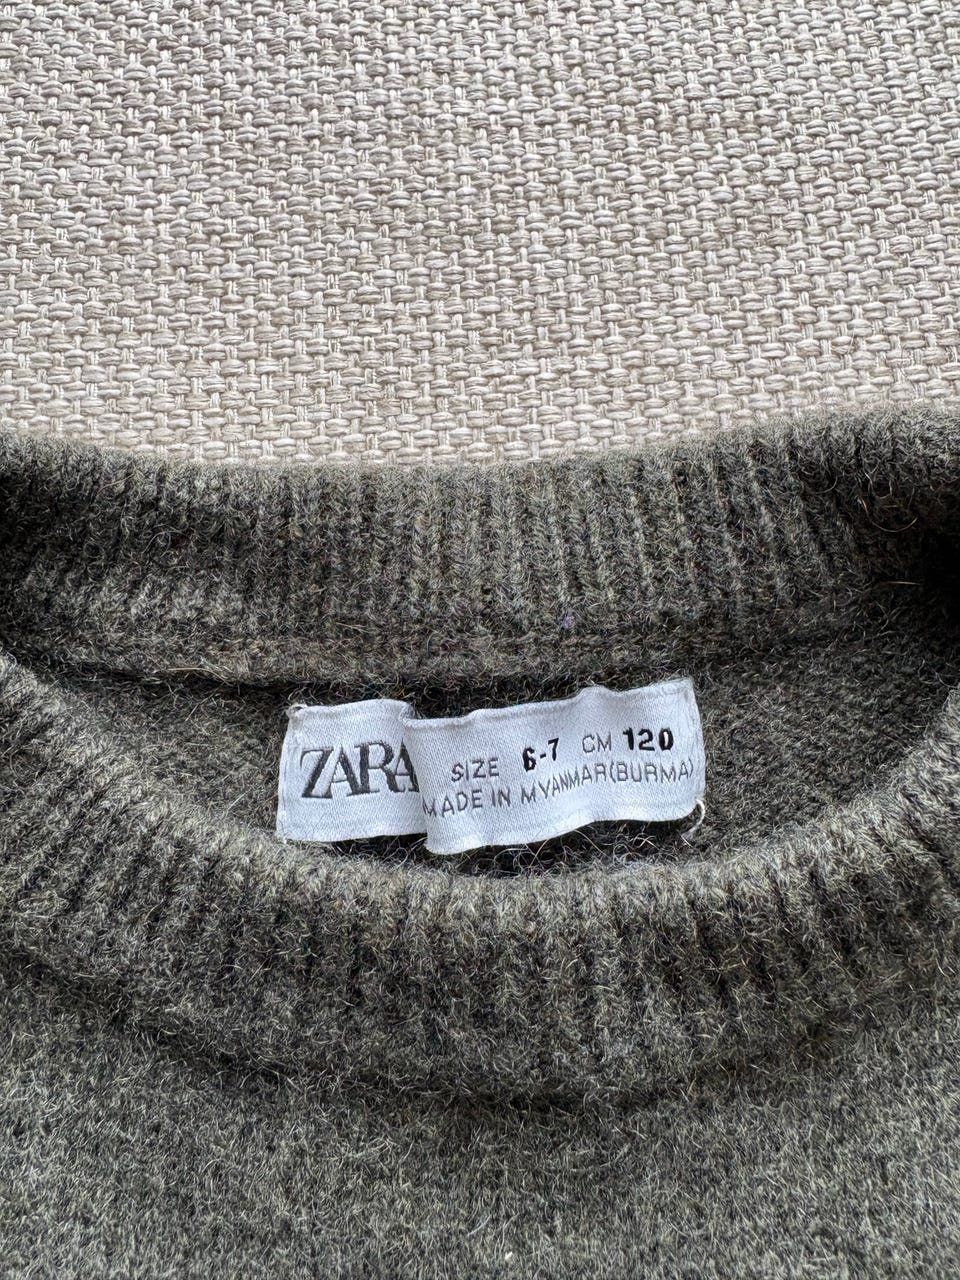 ZARA
SIZE 6-7 CM 120
MADE IN MYANMAR(BURMA)